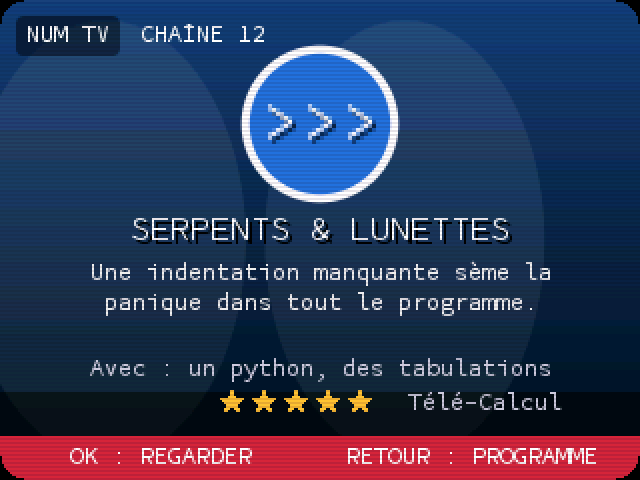 NUM TV CHAÎNE 12
>>>
SERPENTS & LUNETTES
Une indentation manquante sème la
panique dans tout le programme.
Avec : un python, des tabulations
★★★★★ Télé-Calcul
OK : REGARDER RETOUR : PROGRAMME